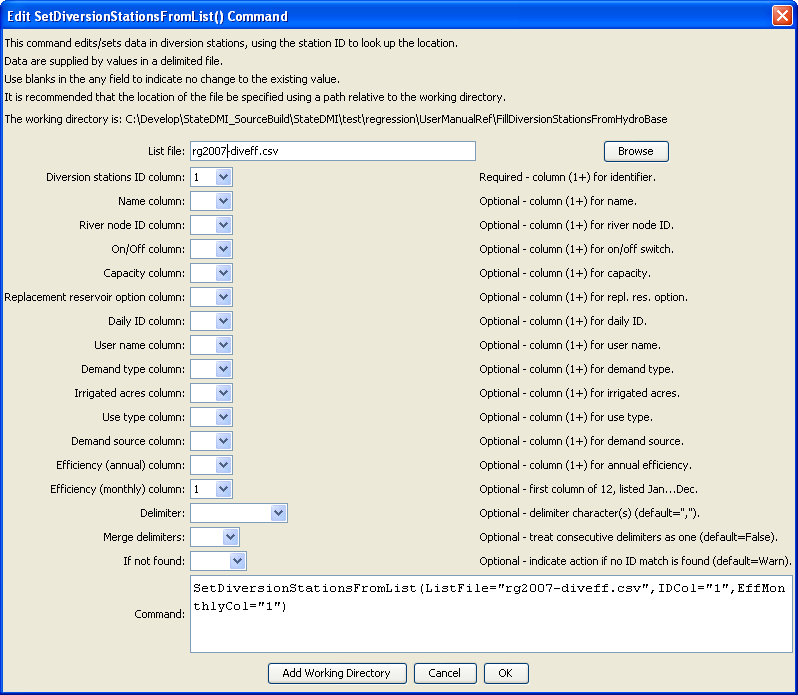 Edit SetDiversionStationsFromList() Command
This command edits/sets data in diversion stations, using the station ID to look up the location.
Data are supplied by values in a delimited file.
Use blanks in the any field to indicate no change to the existing value.
It is recommended that the location of the file be specified using a path relative to the working directory.
The working directory is: C:\Develop\StateDMI_SourceBuild\StateDMI\test\regression\UserManualRef\FillDiversionStationsFromHydroBase
List file: rg2007-diveff.csv Browse
Diversion stations ID column: 1 Required - column (1+) for identifier.
Name column: Optional - column (1+) for name.
River node ID column: Optional - column (1+) for river node ID.
On/Off column: Optional - column (1+) for on/off switch.
Capacity column: Optional - column (1+) for capacity.
Replacement reservoir option column: Optional - column (1+) for repl. res. option.
Daily ID column: Optional - column (1+) for daily ID.
User name column: Optional - column (1+) for user name.
Demand type column: Optional - column (1+) for demand type.
Irrigated acres column: Optional - column (1+) for irrigated acres.
Use type column: Optional - column (1+) for use type.
Demand source column: Optional - column (1+) for demand source.
Efficiency (annual) column: Optional - column (1+) for annual efficiency.
Efficiency (monthly) column: 1 Optional - first column of 12, listed Jan...Dec.
Delimiter: Optional - delimiter character(s) (default=",").
Merge delimiters: Optional - treat consecutive delimiters as one (default=False).
If not found: Optional - indicate action if no ID match is found (default=Warn).
Command: SetDiversionStationsFromList(ListFile="rg2007-diveff.csv",IDCol="1",EffMon
thlyCol="1")
Add Working Directory Cancel OK